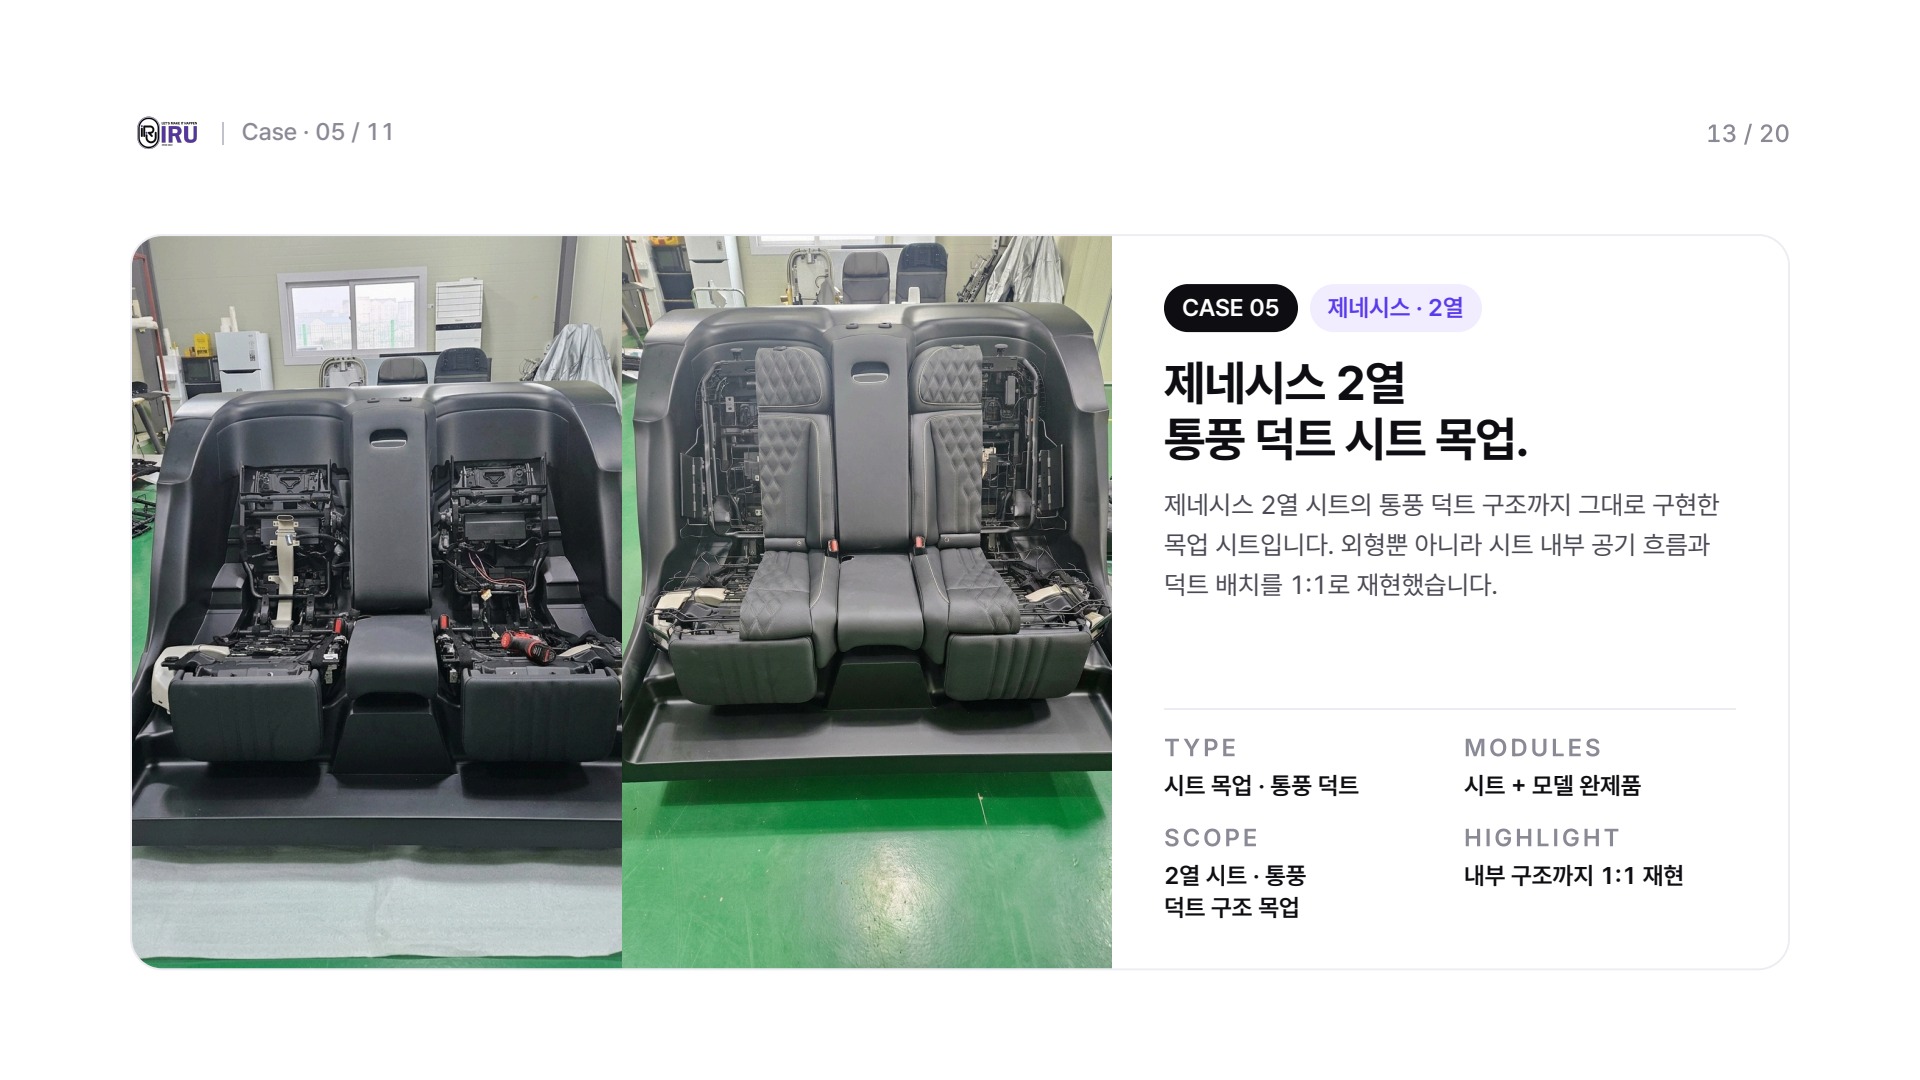 IRU
Case · 05 / 11
13 / 20
CASE 05
제네시스 · 2열
제네시스 2열
통풍 덕트 시트 목업.
제네시스 2열 시트의 통풍 덕트 구조까지 그대로 구현한
목업 시트입니다. 외형뿐 아니라 시트 내부 공기 흐름과
덕트 배치를 1:1로 재현했습니다.
TYPE
시트 목업 · 통풍 덕트
MODULES
시트 + 모델 완제품
SCOPE
2열 시트 · 통풍
덕트 구조 목업
HIGHLIGHT
내부 구조까지 1:1 재현